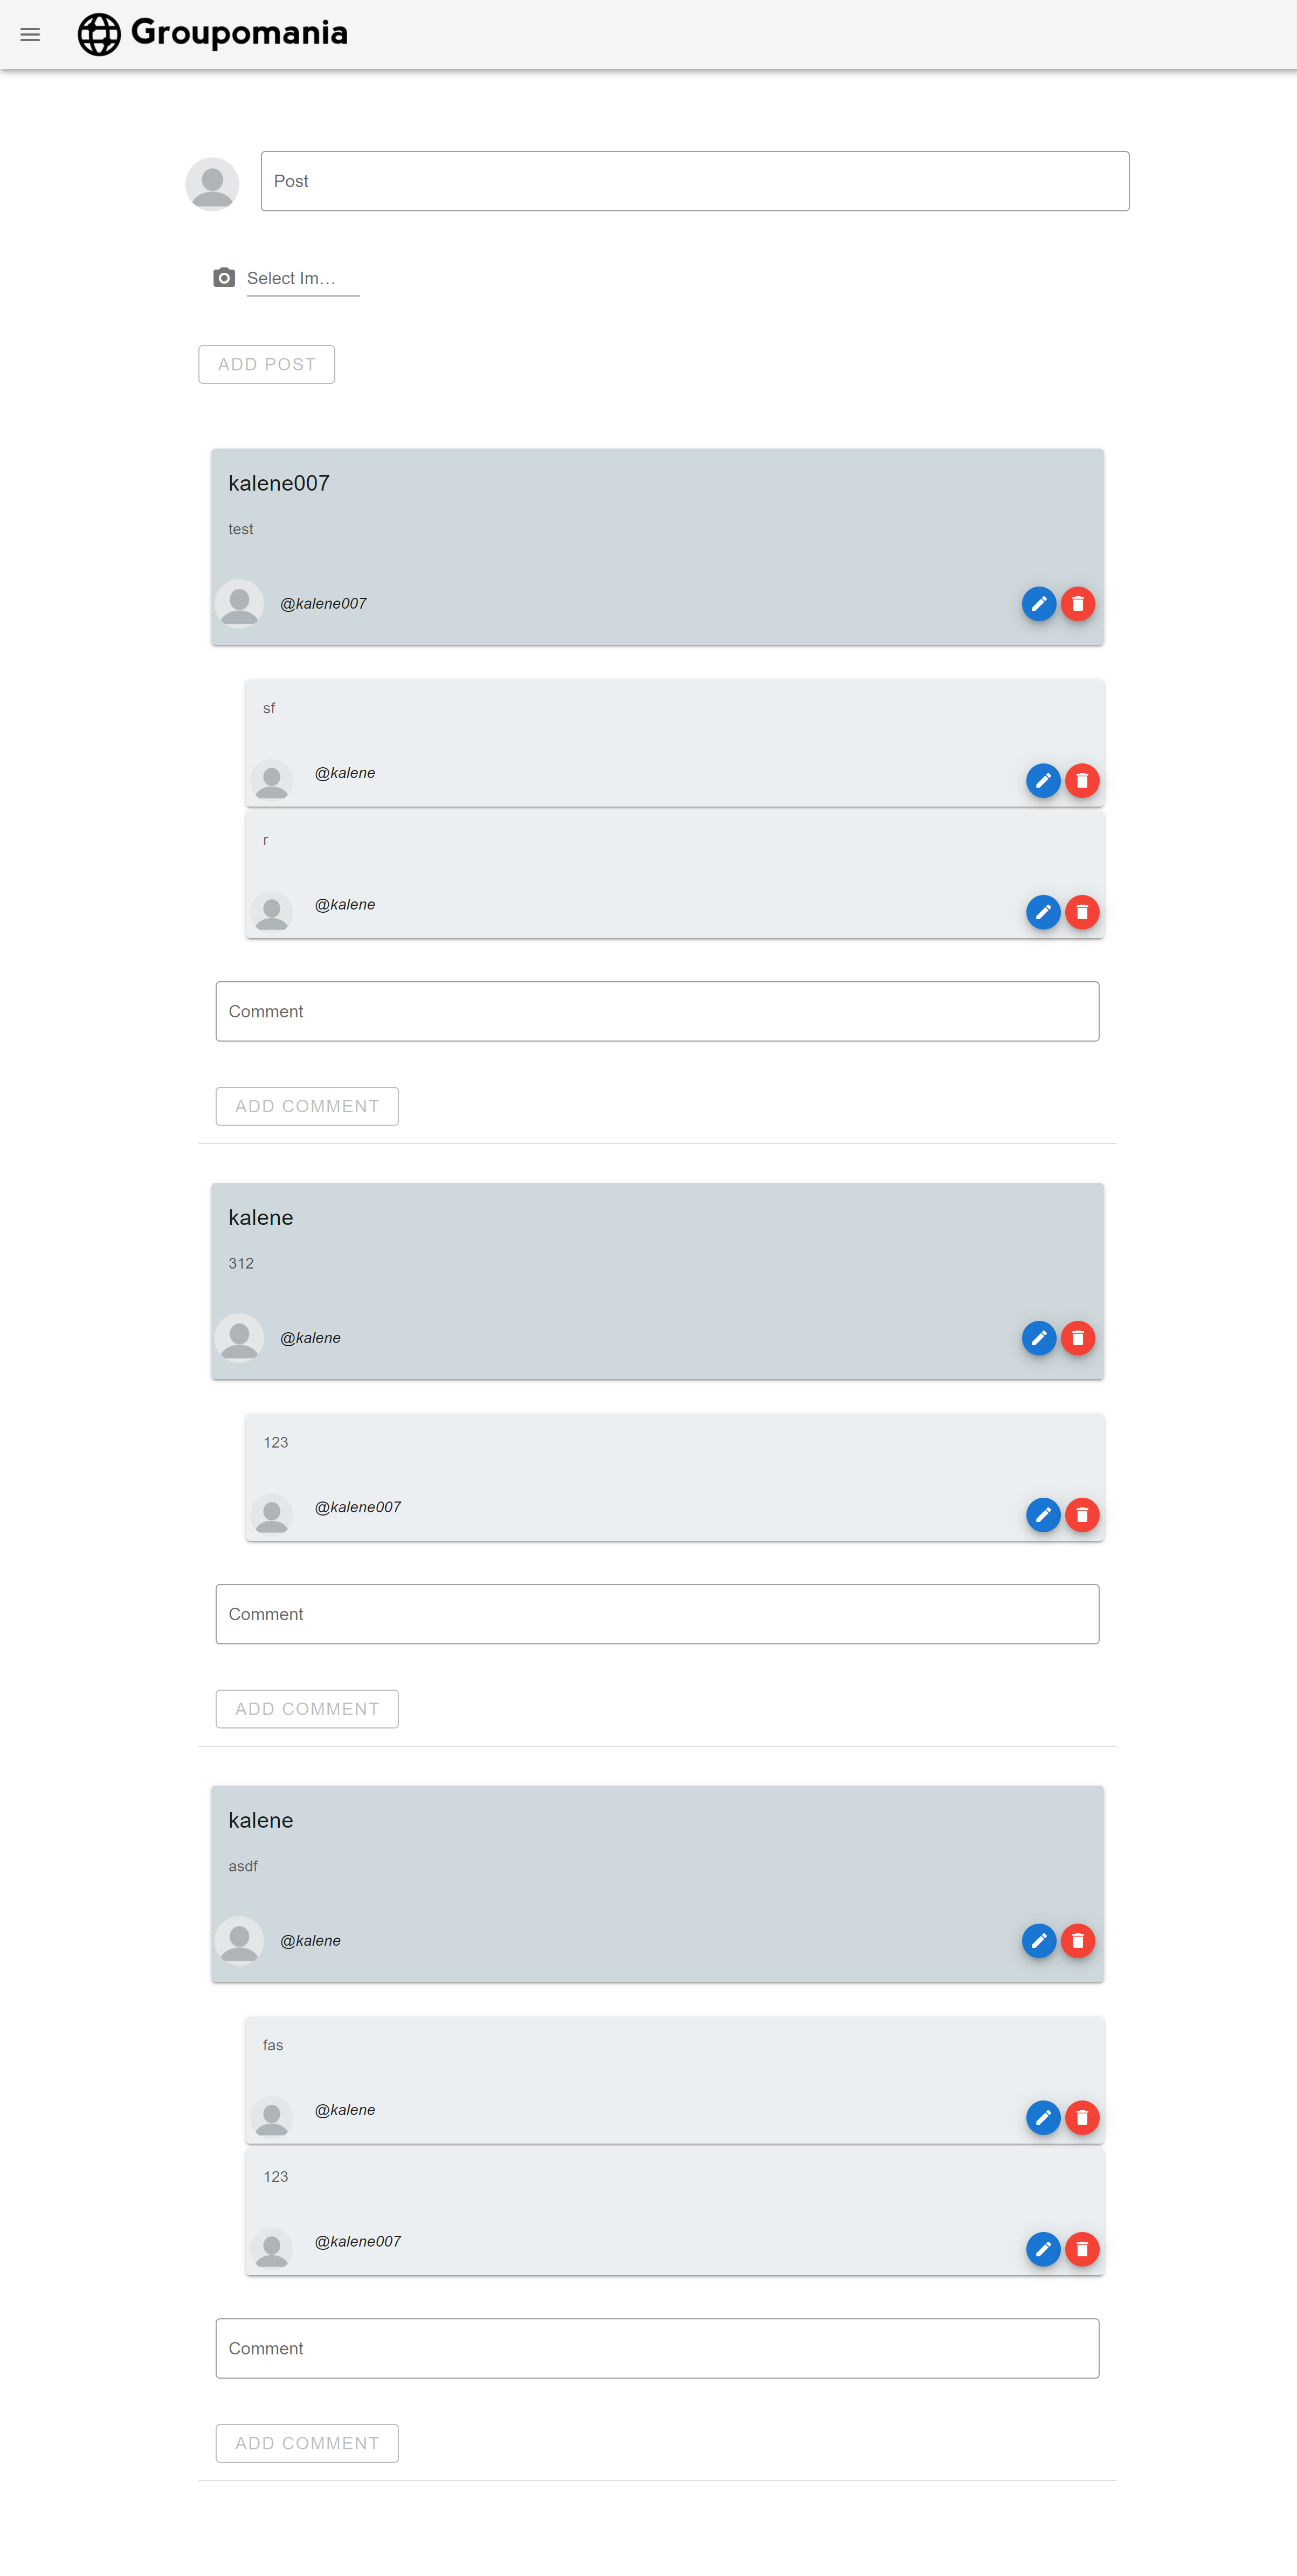 Groupomania
Post
Select Im…
ADD POST
kalene007
test
@kalene007
sf
@kalene
r
@kalene
Comment
ADD COMMENT
kalene
312
@kalene
123
@kalene007
Comment
ADD COMMENT
kalene
asdf
@kalene
fas
@kalene
123
@kalene007
Comment
ADD COMMENT